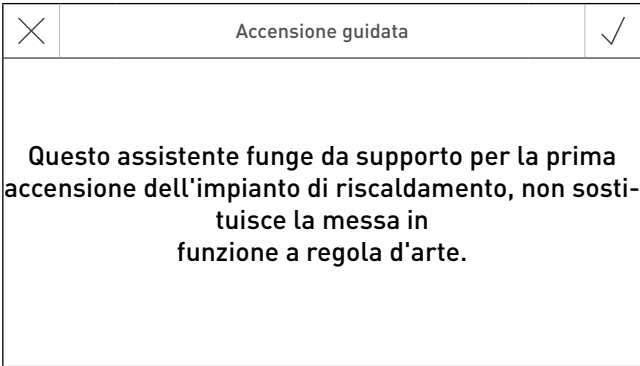 Accensione guidata
Questo assistente funge da supporto per la prima
accensione dell'impianto di riscaldamento, non sosti-
tuisce la messa in
funzione a regola d'arte.